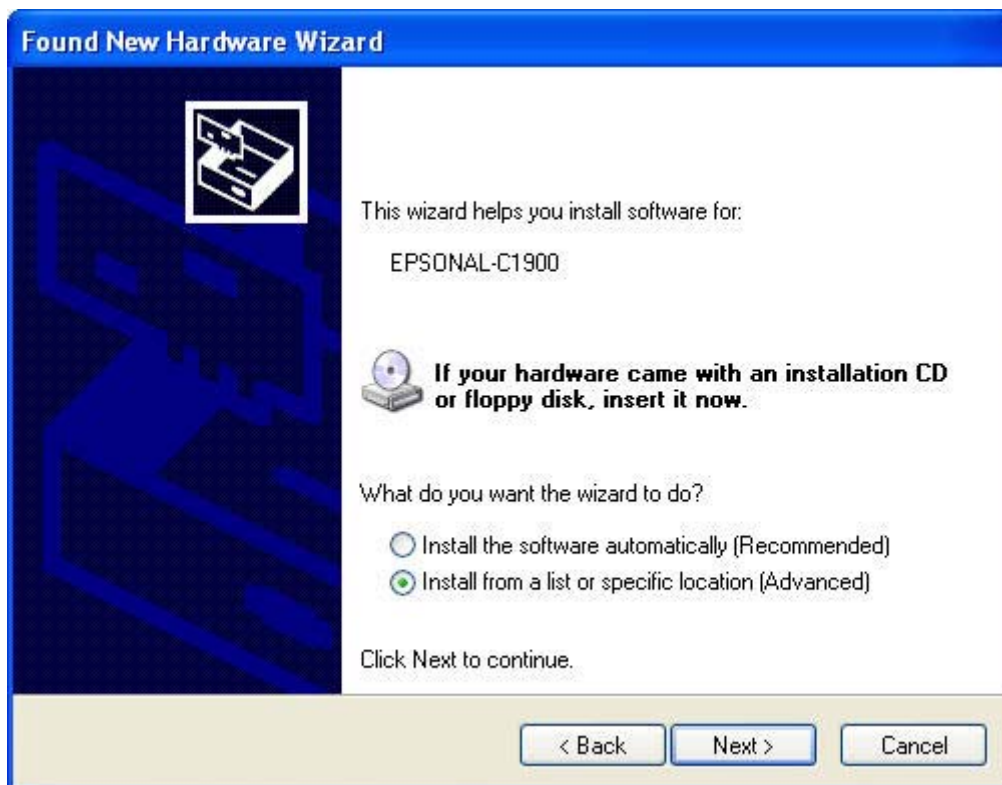 Found New Hardware Wizard
This wizard helps you install software for:
EPSONAL-C1900
If your hardware came with an installation CD
or floppy disk, insert it now.
What do you want the wizard to do?
Install the software automatically (Recommended)
Install from a list or specific location (Advanced)
Click Next to continue.
< Back
Next >
Cancel